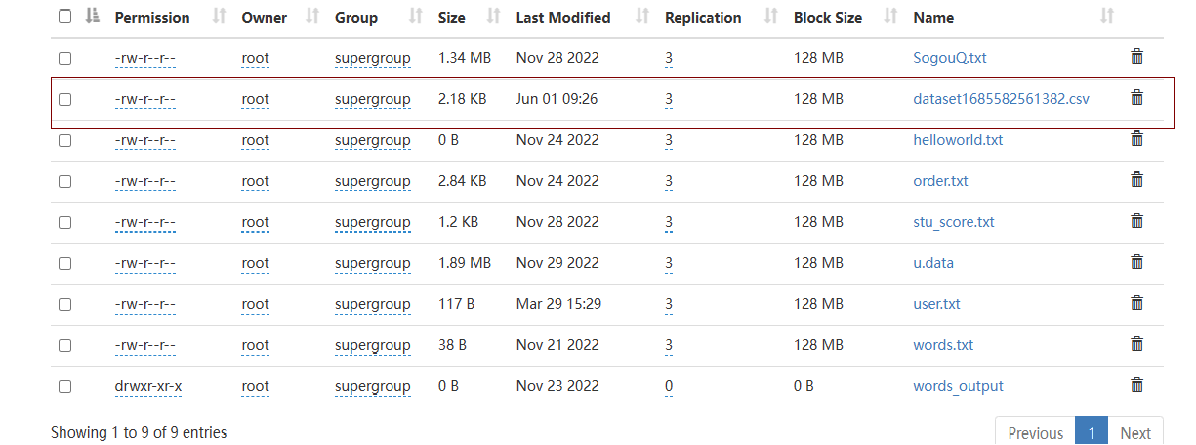 Permission Owner Group Size Last Modified Replication Block Size Name
-rw-r--r-- root supergroup 1.34 MB Nov 28 2022 3 128 MB SogouQ.txt
-rw-r--r-- root supergroup 2.18 KB Jun 01 09:26 3 128 MB dataset1685582561382.csv
-rw-r--r-- root supergroup 0 B Nov 24 2022 3 128 MB helloworld.txt
-rw-r--r-- root supergroup 2.84 KB Nov 24 2022 3 128 MB order.txt
-rw-r--r-- root supergroup 1.2 KB Nov 28 2022 3 128 MB stu_score.txt
-rw-r--r-- root supergroup 1.89 MB Nov 29 2022 3 128 MB u.data
-rw-r--r-- root supergroup 117 B Mar 29 15:29 3 128 MB user.txt
-rw-r--r-- root supergroup 38 B Nov 21 2022 3 128 MB words.txt
drwxr-xr-x root supergroup 0 B Nov 23 2022 0 0 B words_output
Showing 1 to 9 of 9 entries Previous 1 Next